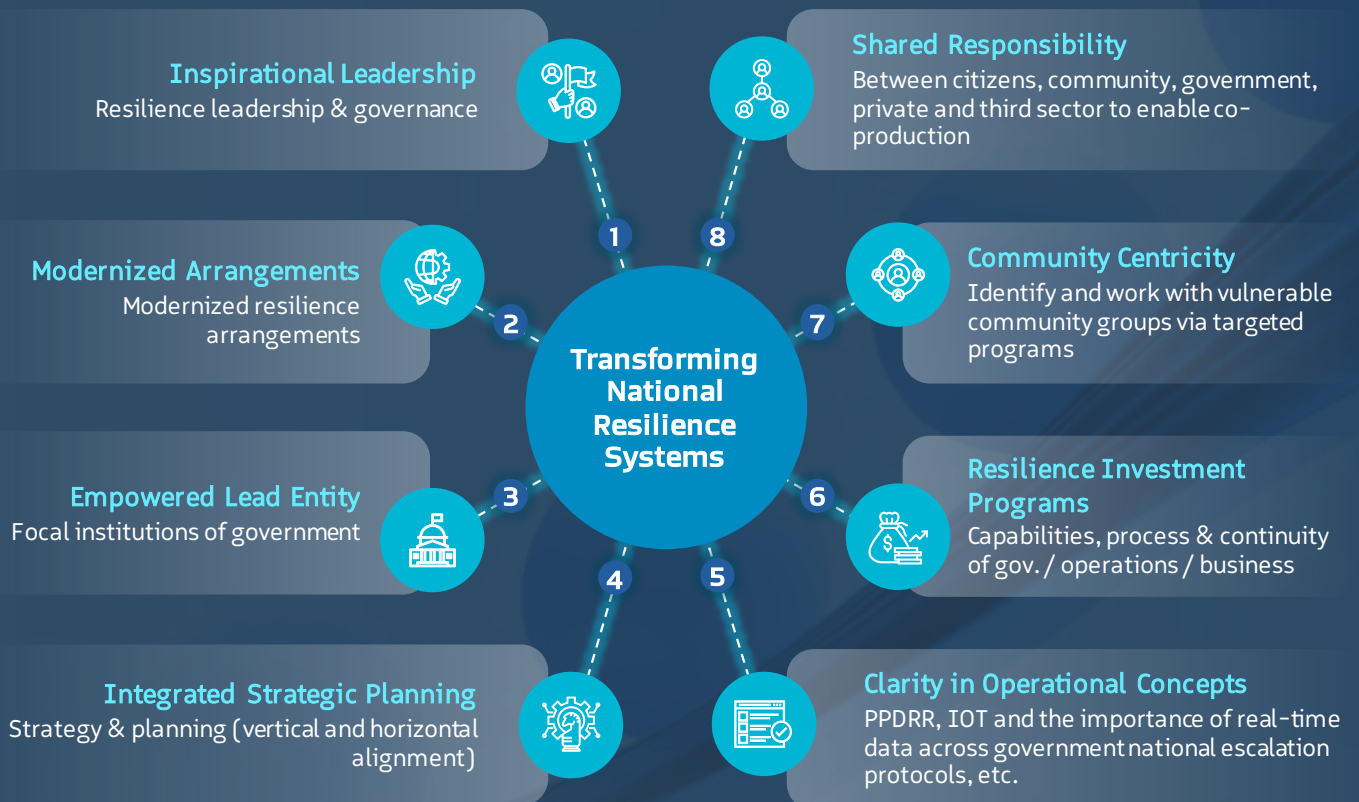 Inspirational Leadership
Resilience leadership & governance
1
Modernized Arrangements
Modernized resilience
arrangements
2
Empowered Lead Entity
Focal institutions of government
3
Integrated Strategic Planning
Strategy & planning (vertical and horizontal
alignment)
4
Transforming
National
Resilience
Systems
Shared Responsibility
Between citizens, community, government,
private and third sector to enable co-
production
8
Community Centricity
Identify and work with vulnerable
community groups via targeted
programs
7
Resilience Investment
Programs
Capabilities, process & continuity
of gov. / operations / business
6
$
Clarity in Operational Concepts
PPDRR, IOT and the importance of real-time
data across government national escalation
protocols, etc.
5